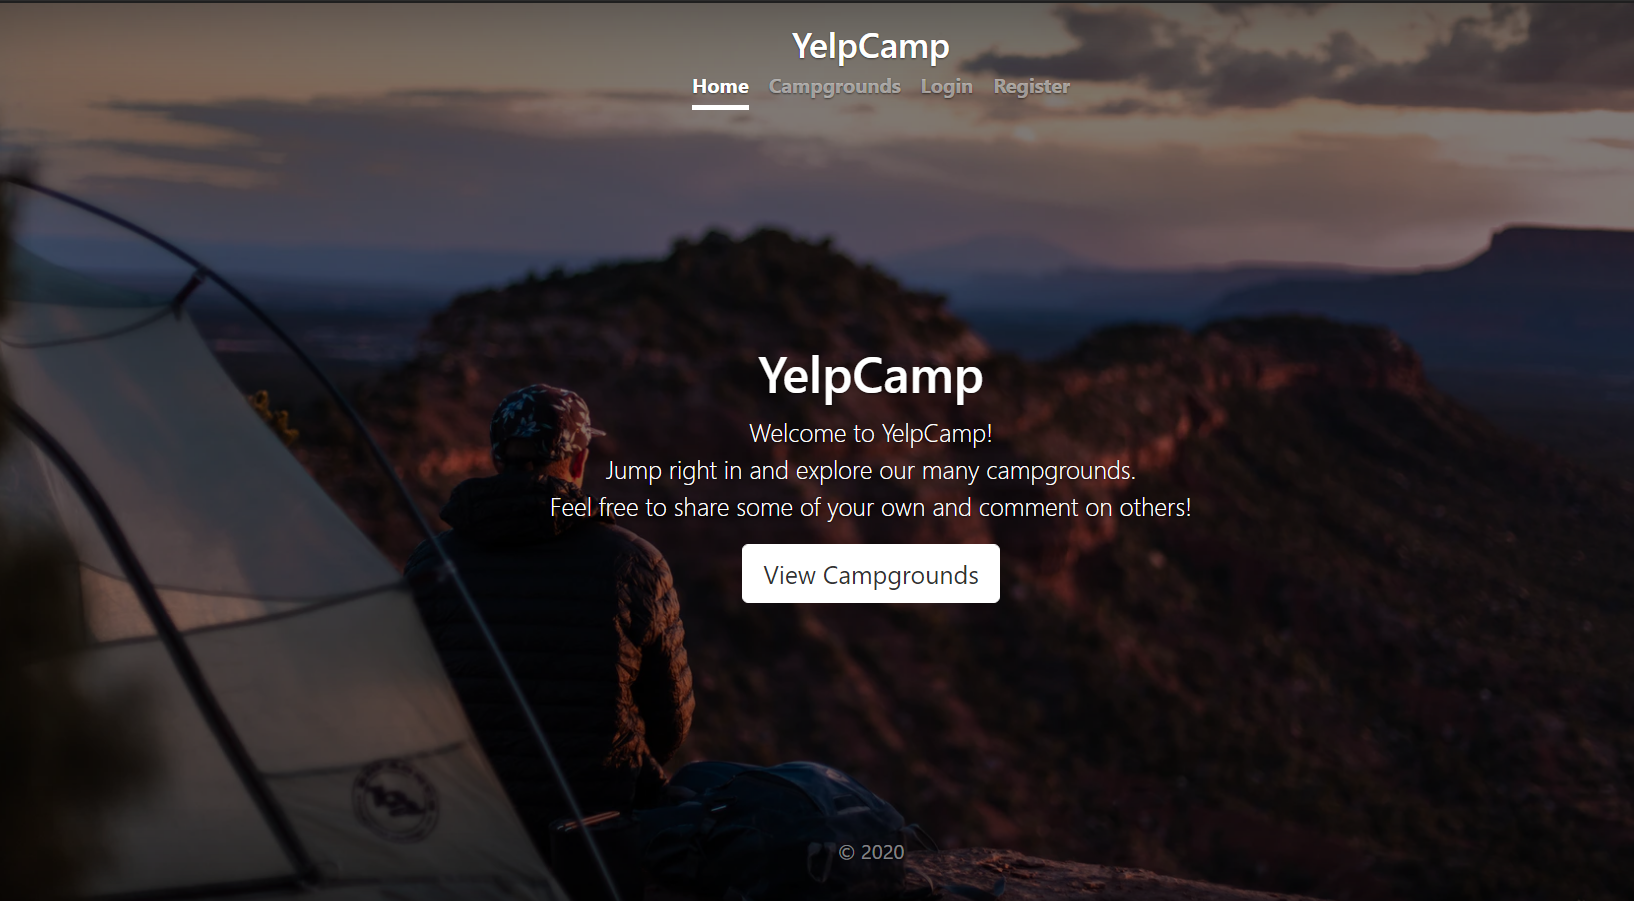 YelpCamp
Home Campgrounds Login Register
YelpCamp
Welcome to YelpCamp!
Jump right in and explore our many campgrounds.
Feel free to share some of your own and comment on others!
View Campgrounds
© 2020